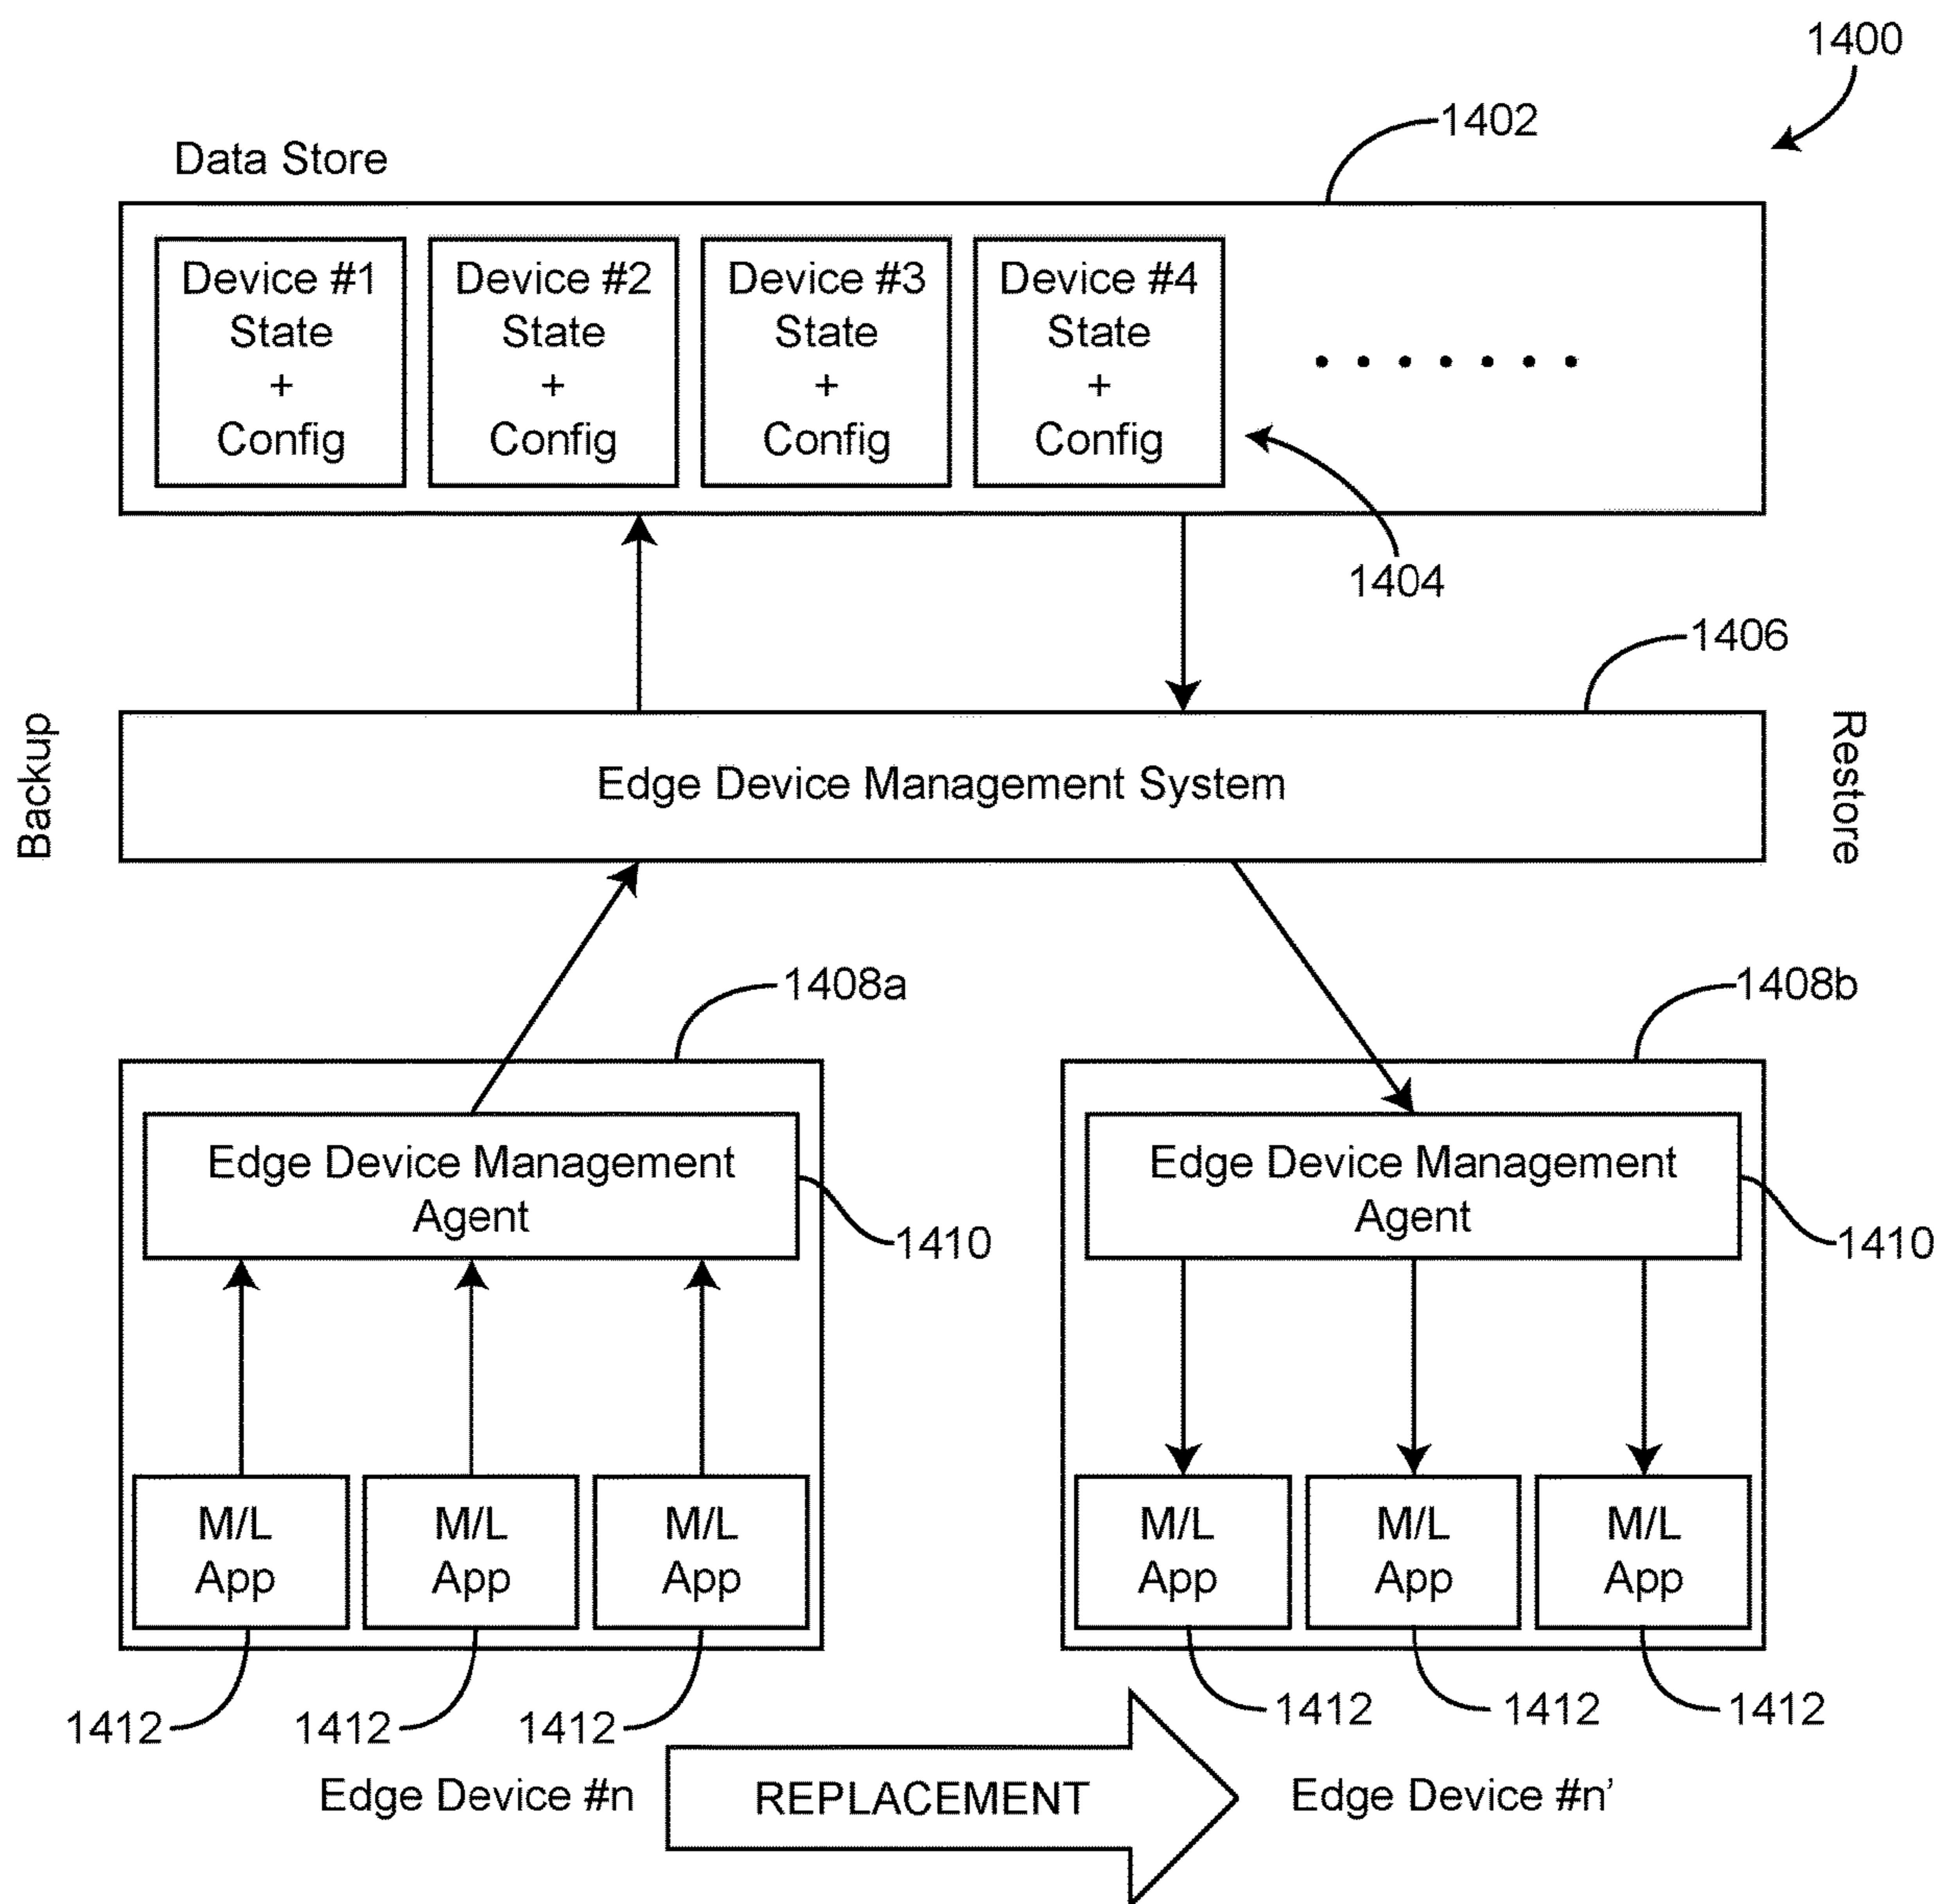 1400
1402
Data Store
Device #1
State
+
Config
Device #2
State
+
Config
Device #3
State
+
Config
Device #4
State
+
Config
.......
1404
1406
Backup
Edge Device Management System
Restore
1408a
1408b
Edge Device Management
Agent
1410
Edge Device Management
Agent
1410
M/L
App
M/L
App
M/L
App
M/L
App
M/L
App
M/L
App
1412
1412
1412
1412
1412
1412
Edge Device #n
REPLACEMENT
Edge Device #n’